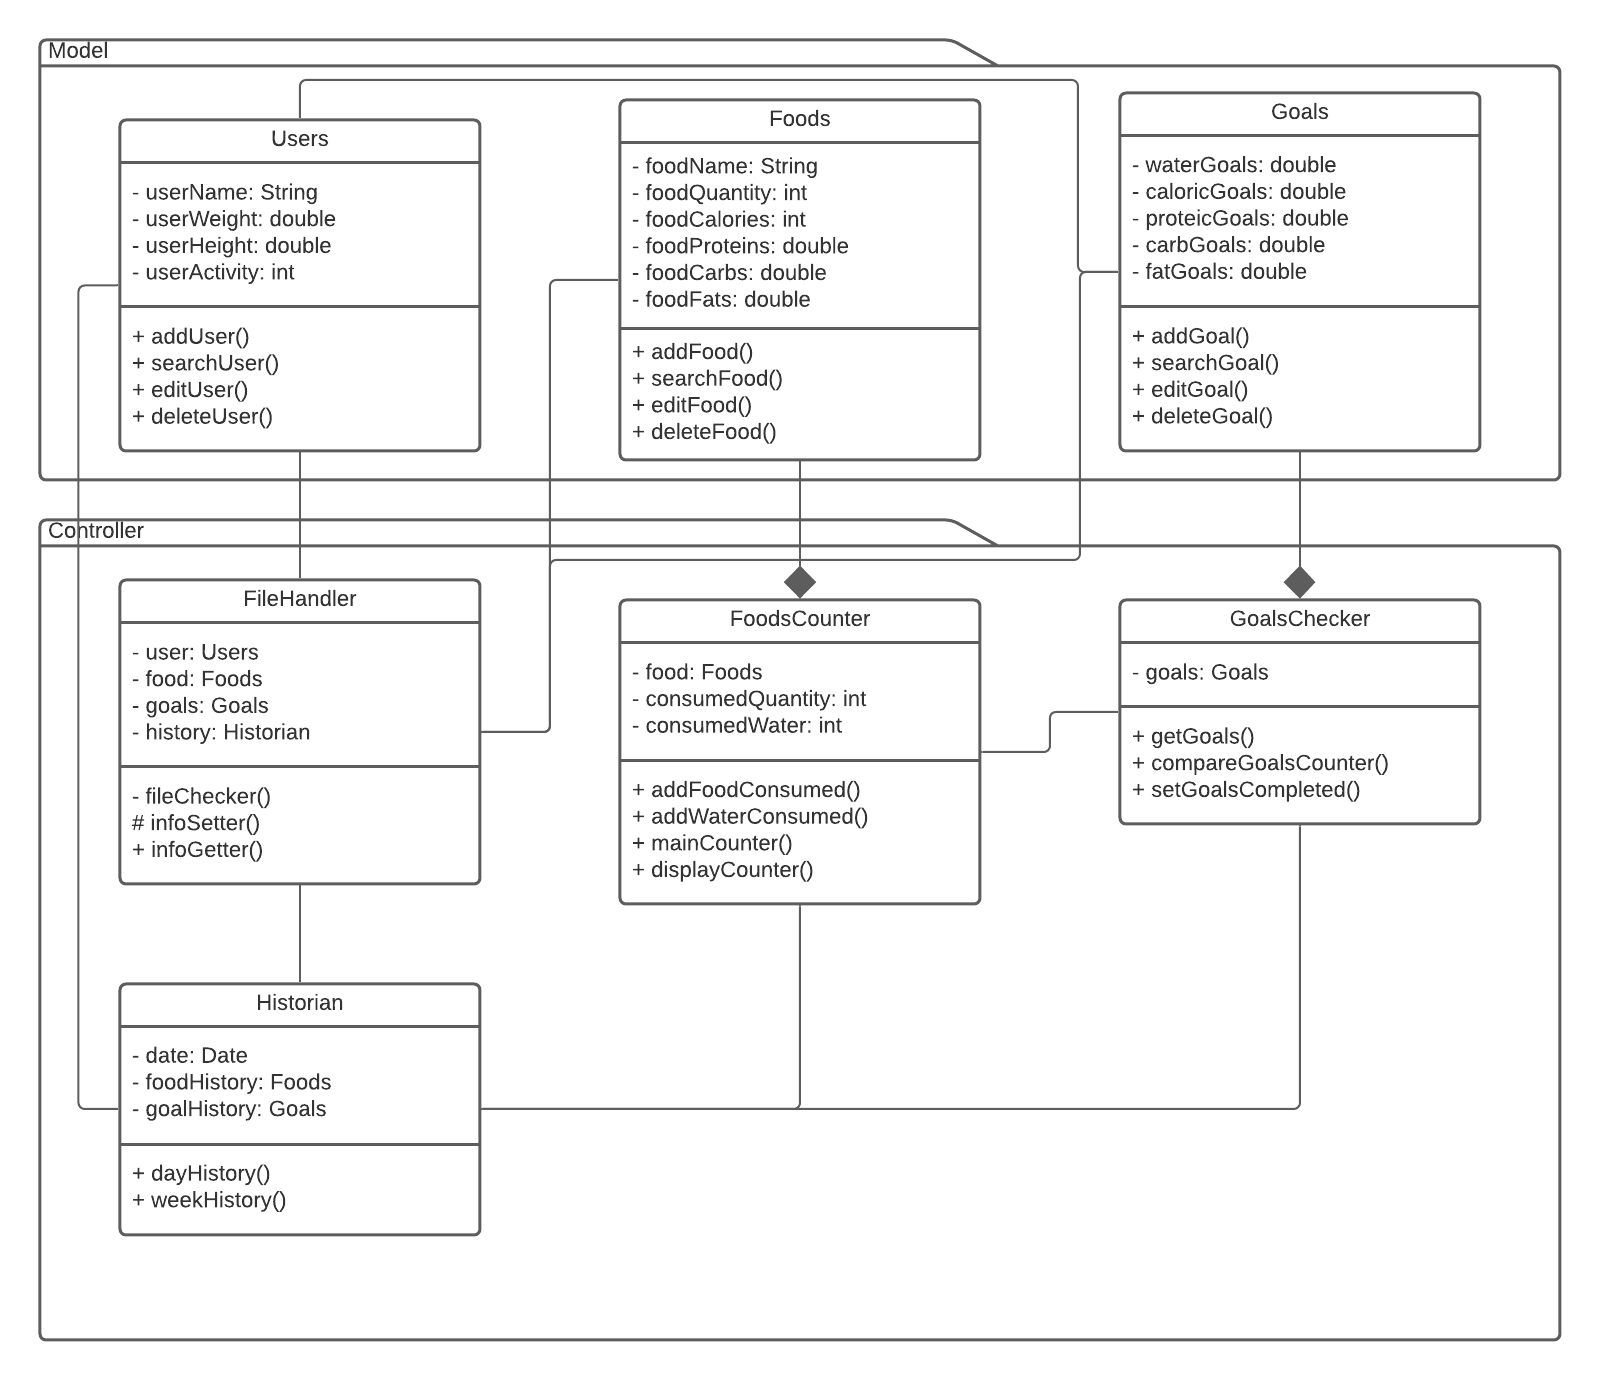 Model
Users
- userName: String
- userWeight: double
- userHeight: double
- userActivity: int
+ addUser()
+ searchUser()
+ editUser()
+ deleteUser()
Foods
- foodName: String
- foodQuantity: int
- foodCalories: int
- foodProteins: double
- foodCarbs: double
- foodFats: double
+ addFood()
+ searchFood()
+ editFood()
+ deleteFood()
Goals
- waterGoals: double
- caloricGoals: double
- proteicGoals: double
- carbGoals: double
- fatGoals: double
+ addGoal()
+ searchGoal()
+ editGoal()
+ deleteGoal()
Controller
FileHandler
- user: Users
- food: Foods
- goals: Goals
- history: Historian
- fileChecker()
# infoSetter()
+ infoGetter()
FoodsCounter
- food: Foods
- consumedQuantity: int
- consumedWater: int
+ addFoodConsumed()
+ addWaterConsumed()
+ mainCounter()
+ displayCounter()
GoalsChecker
- goals: Goals
+ getGoals()
+ compareGoalsCounter()
+ setGoalsCompleted()
Historian
- date: Date
- foodHistory: Foods
- goalHistory: Goals
+ dayHistory()
+ weekHistory()